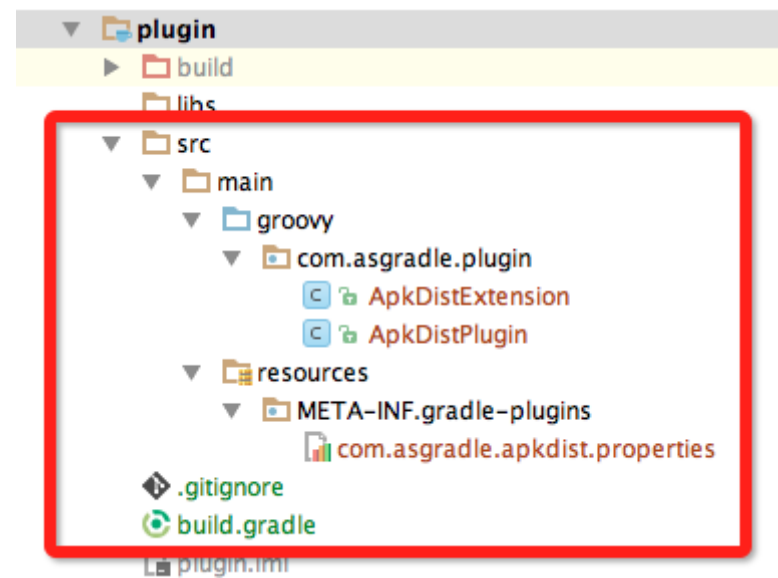 plugin
build
libs
src
main
groovy
com.asgradle.plugin
C ApkDistExtension
C ApkDistPlugin
resources
META-INF.gradle-plugins
com.asgradle.apkdist.properties
.gitignore
build.gradle
plugin.iml